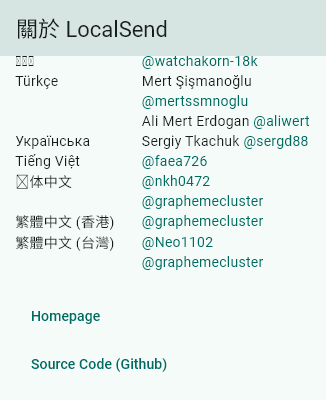 關於 LocalSend
@watchakorn-18k
Türkçe Mert Şişmanoğlu
@mertssmnoglu
Ali Mert Erdogan @aliwert
Українська Sergiy Tkachuk @sergd88
Tiếng Việt @faea726
体中文 @nkh0472
@graphemecluster
繁體中文 (香港) @graphemecluster
繁體中文 (台灣) @Neo1102
@graphemecluster
Homepage
Source Code (Github)